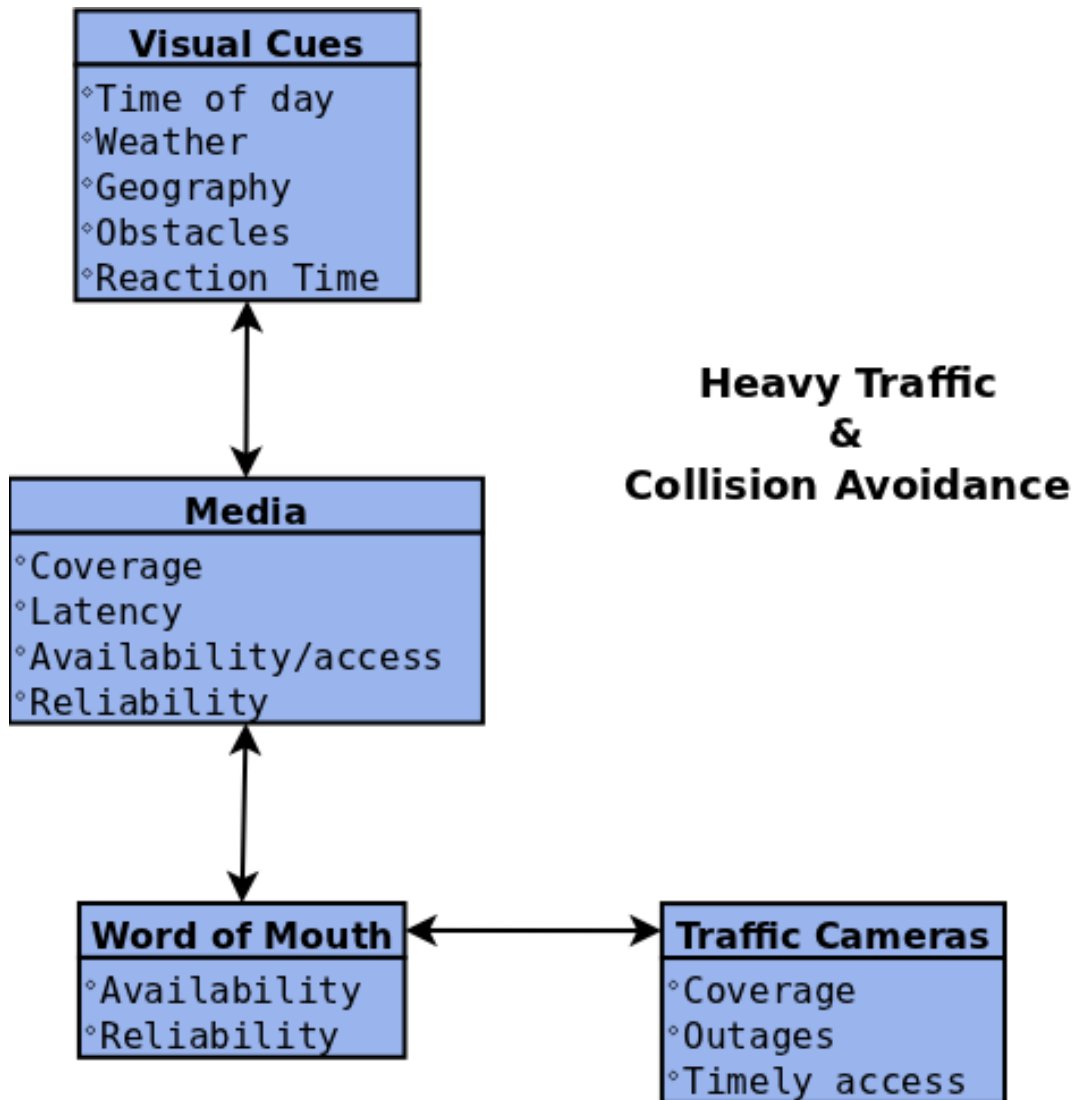 Visual Cues
Time of day
Weather
Geography
Obstacles
Reaction Time
Heavy Traffic
&
Collision Avoidance
Media
Coverage
Latency
Availability/access
Reliability
Word of Mouth
Availability
Reliability
Traffic Cameras
Coverage
Outages
Timely access